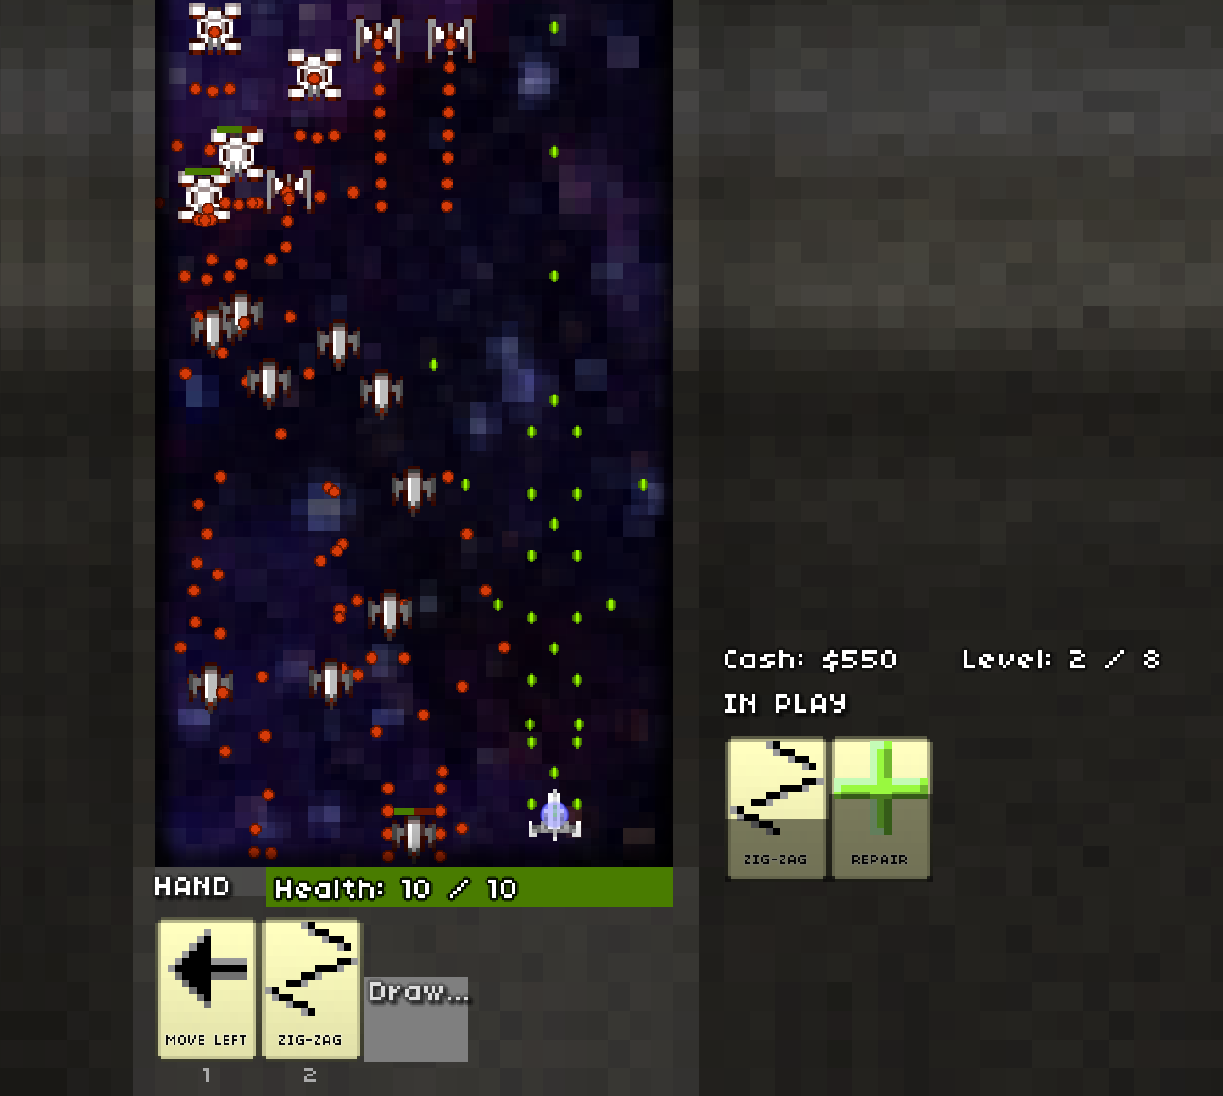 Cash: $550 Level: 2 / 8
IN PLAY
ZIG-ZAG REPAIR
HAND Health: 10 / 10
Draw...
MOVE LEFT ZIG-ZAG
1 2